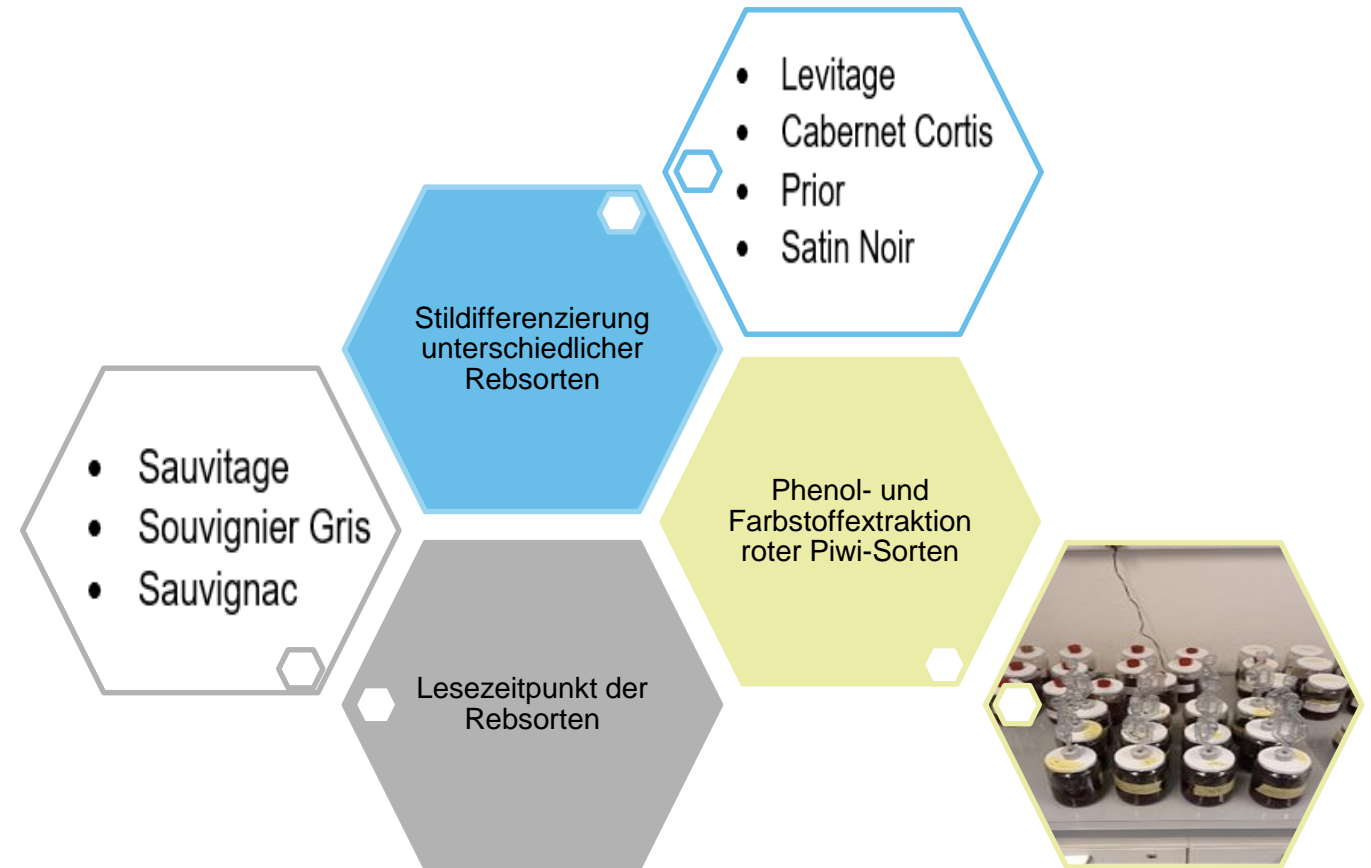 • Levitage
• Cabernet Cortis
• Prior
• Satin Noir
Stildifferenzierung
unterschiedlicher
Rebsorten
• Sauvitage
• Souvignier Gris
• Sauvignac
Phenol- und
Farbstoffextraktion
roter Piwi-Sorten
Lesezeitpunkt der
Rebsorten